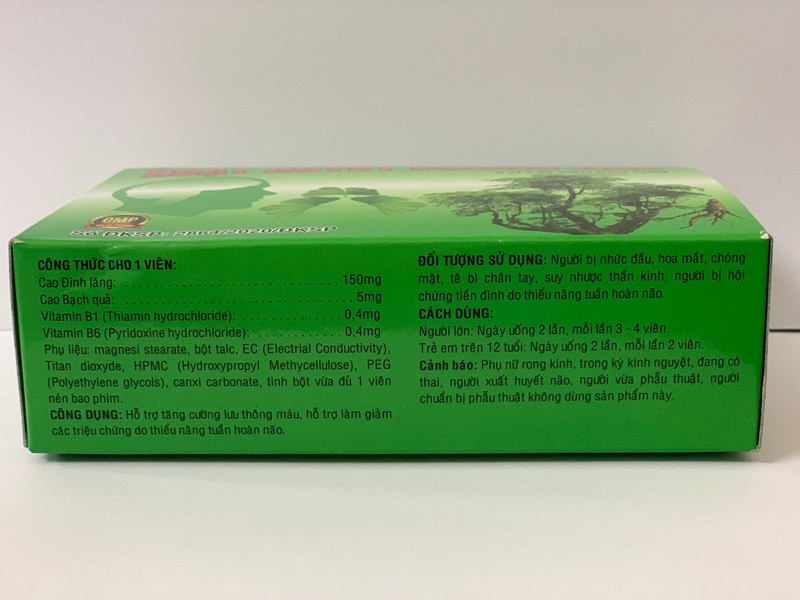 GMP
Số ĐKSP: 2864/2020/ĐKSP
CÔNG THỨC CHO 1 VIÊN:
Cao Đinh lăng: 150mg
Cao Bạch quả: 5mg
Vitamin B1 (Thiamin hydrochloride): 0,4mg
Vitamin B6 (Pyridoxine hydrochloride): 0,4mg
Phụ liệu: magnesi stearate, bột talc, EC (Electrial Conductivity),
Titan dioxyde, HPMC (Hydroxypropyl Methycellulose), PEG
(Polyethylene glycols), canxi carbonate, tinh bột vừa đủ 1 viên
nén bao phim.
CÔNG DỤNG: Hỗ trợ tăng cường lưu thông máu, hỗ trợ làm giảm
các triệu chứng do thiểu năng tuần hoàn não.
ĐỐI TƯỢNG SỬ DỤNG: Người bị nhức đầu, hoa mắt, chóng
mặt, tê bì chân tay, suy nhược thần kinh, người bị hội
chứng tiền đình do thiểu năng tuần hoàn não.
CÁCH DÙNG:
Người lớn: Ngày uống 2 lần, mỗi lần 3 - 4 viên.
Trẻ em trên 12 tuổi: Ngày uống 2 lần, mỗi lần 2 viên.
Cảnh báo: Phụ nữ rong kinh, trong kỳ kinh nguyệt, đang có
thai, người xuất huyết não, người vừa phẫu thuật, người
chuẩn bị phẫu thuật không dùng sản phẩm này.